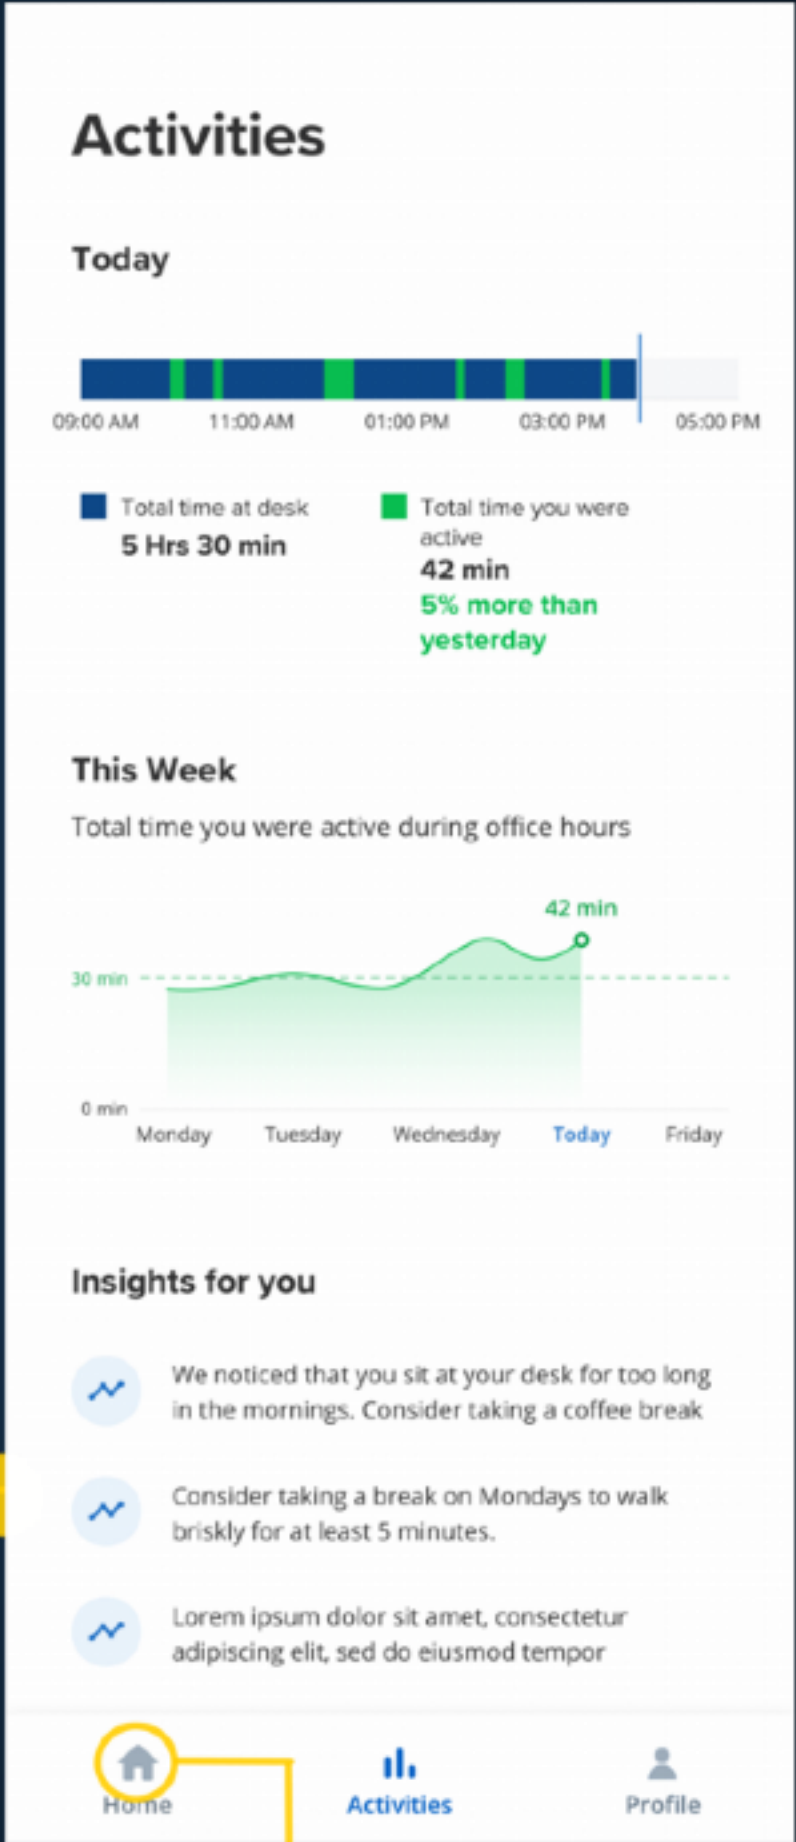 Activities
Today
09:00 AM 11:00 AM 01:00 PM 03:00 PM 05:00 PM
Total time at desk
5 Hrs 30 min
Total time you were
active
42 min
5% more than
yesterday
This Week
Total time you were active during office hours
42 min
30 min
0 min
Monday Tuesday Wednesday Today Friday
Insights for you
We noticed that you sit at your desk for too long
in the mornings. Consider taking a coffee break
Consider taking a break on Mondays to walk
briskly for at least 5 minutes.
Lorem ipsum dolor sit amet, consectetur
adipiscing elit, sed do eiusmod tempor
Home Activities Profile